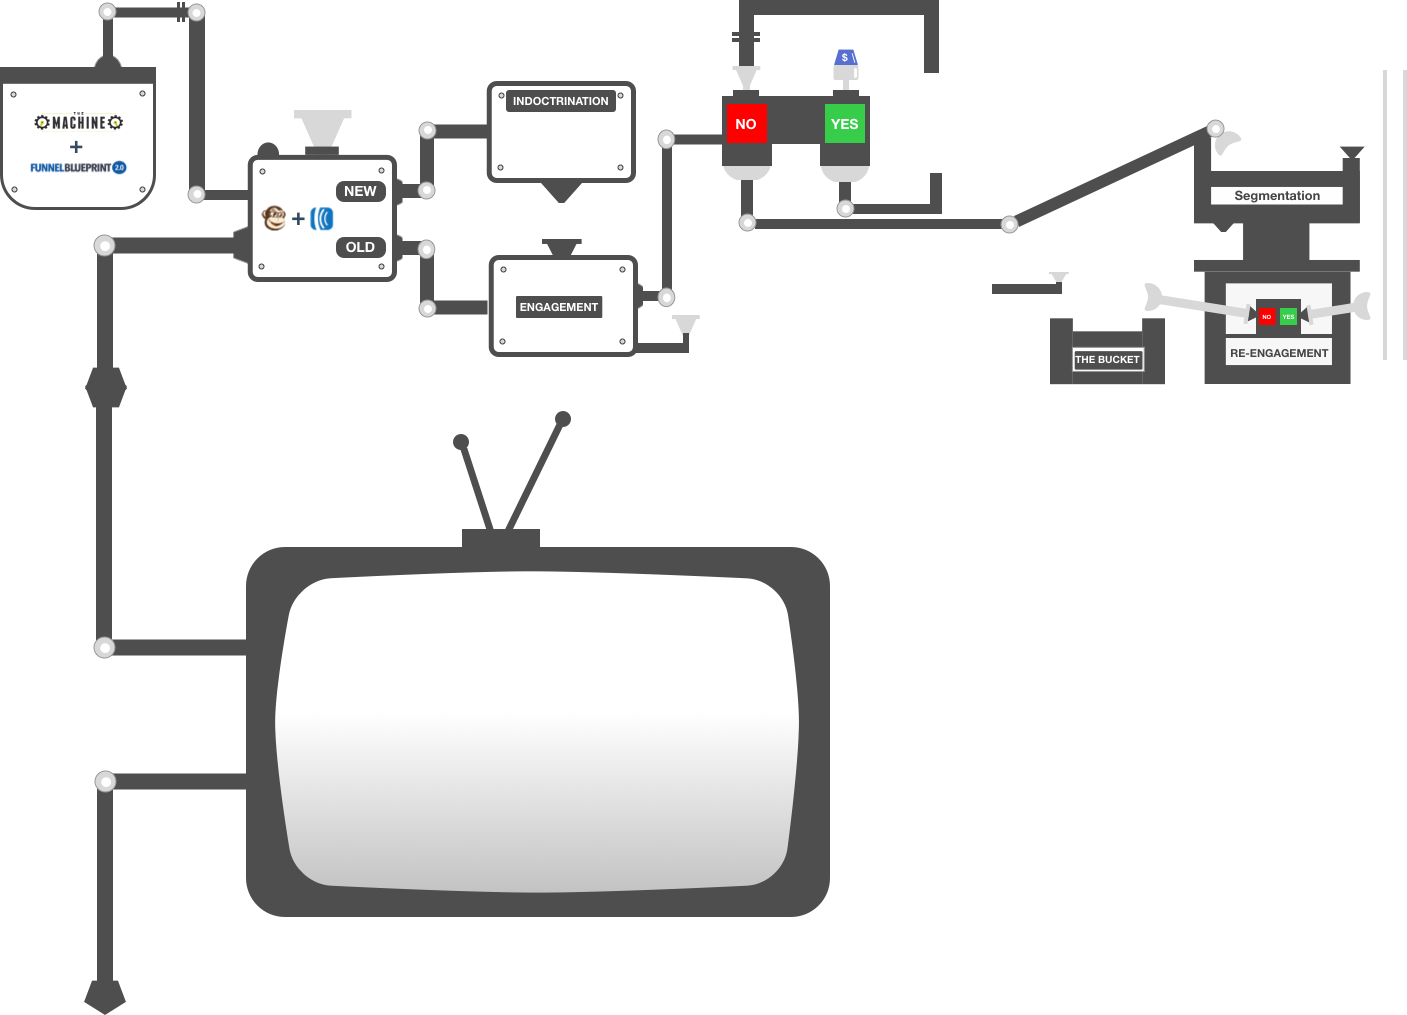 THE
MACHINE
+
FUNNELBLUEPRINT 2.0
NEW
+
OLD
INDOCTRINATION
ENGAGEMENT
$
NO
YES
Segmentation
NO
YES
RE-ENGAGEMENT
THE BUCKET